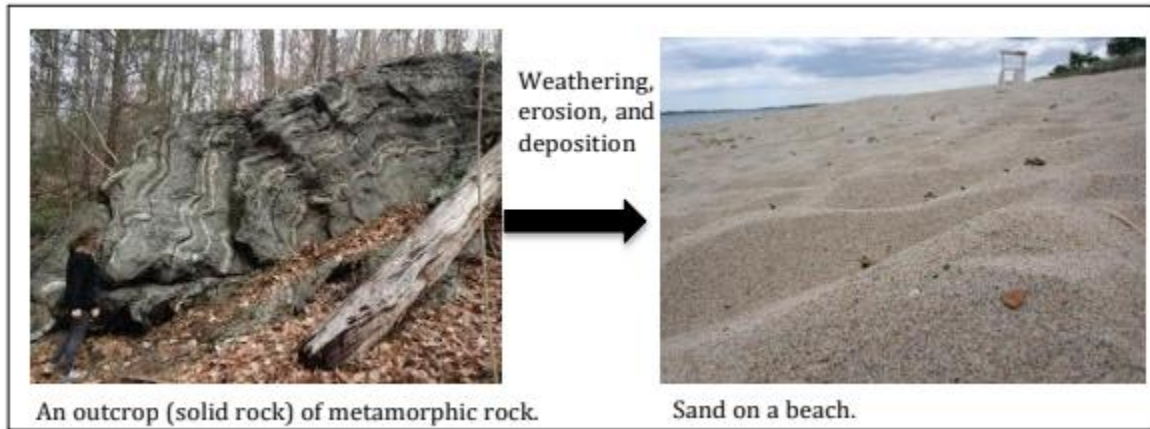 Weathering,
erosion, and
deposition
An outcrop (solid rock) of metamorphic rock.
Sand on a beach.